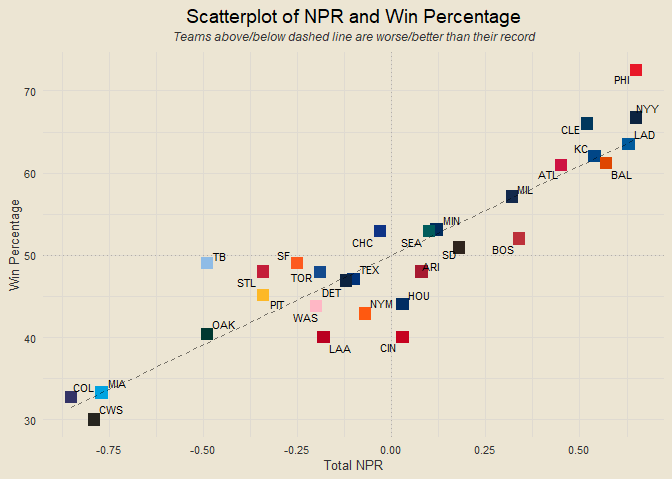 Scatterplot of NPR and Win Percentage
Teams above/below dashed line are worse/better than their record
PHI
70
NYY
CLE
LAD
KC
60
ATL
BAL
MIL
MIN
CHC
SEA
BOS
SD
50
TB
SF
TEX
ARI
STL
TOR
DET
HOU
PIT
NYM
WAS
OAK
40
LAA
CIN
COL
MIA
CWS
30
Win Percentage
-0.75
-0.50
-0.25
0.00
0.25
0.50
Total NPR